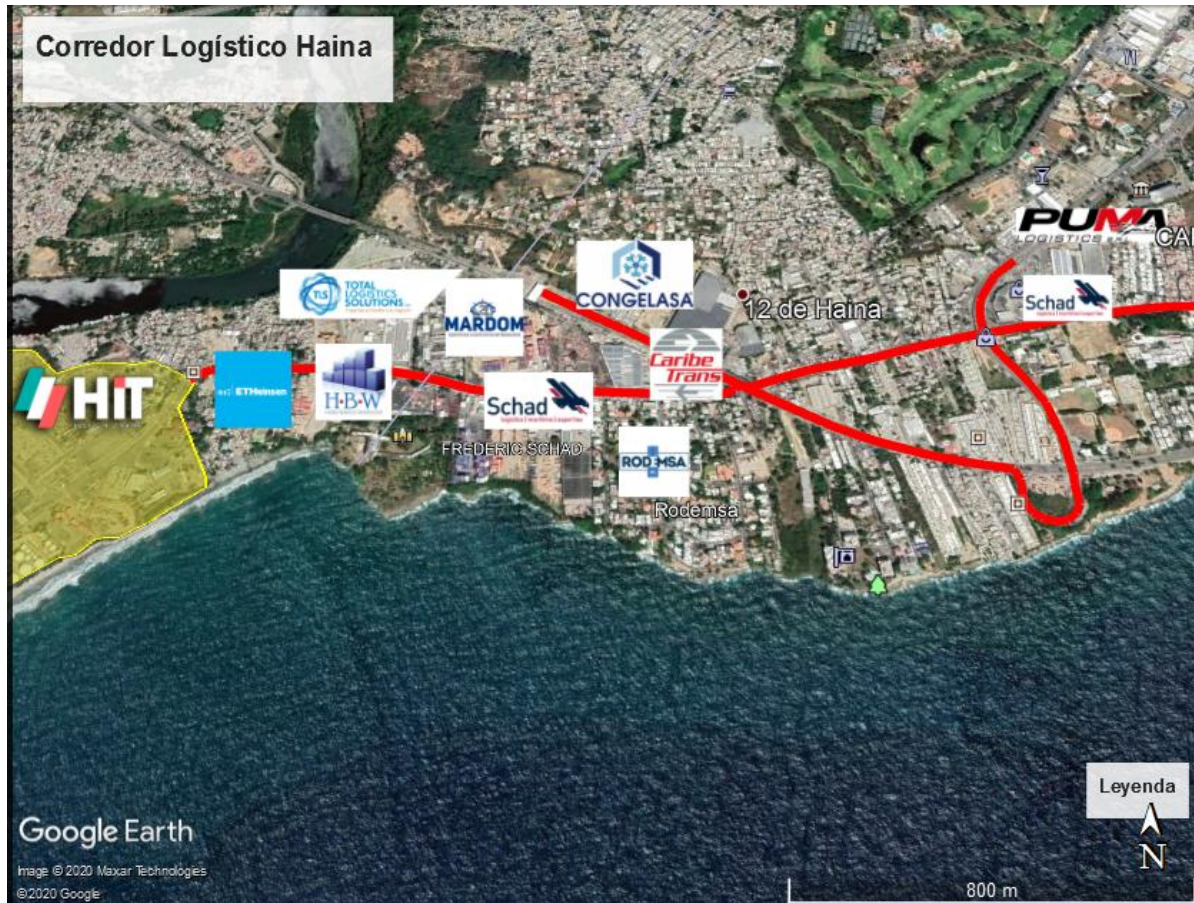 Corredor Logístico Haina
PUMA
LOGISTICS
CAI
CONGELASA
TLS
TOTAL
LOGISTICS
SOLUTIONS
MARDOM
Schad
12 de Haina
Caribe
Trans
HiT
ETHeinsen
H·B·W
Schad
FREDERIC SCHAD
RODEMSA
Rodemsa
Leyenda
N
Google Earth
Image © 2020 Maxar Technologies
© 2020 Google
800 m